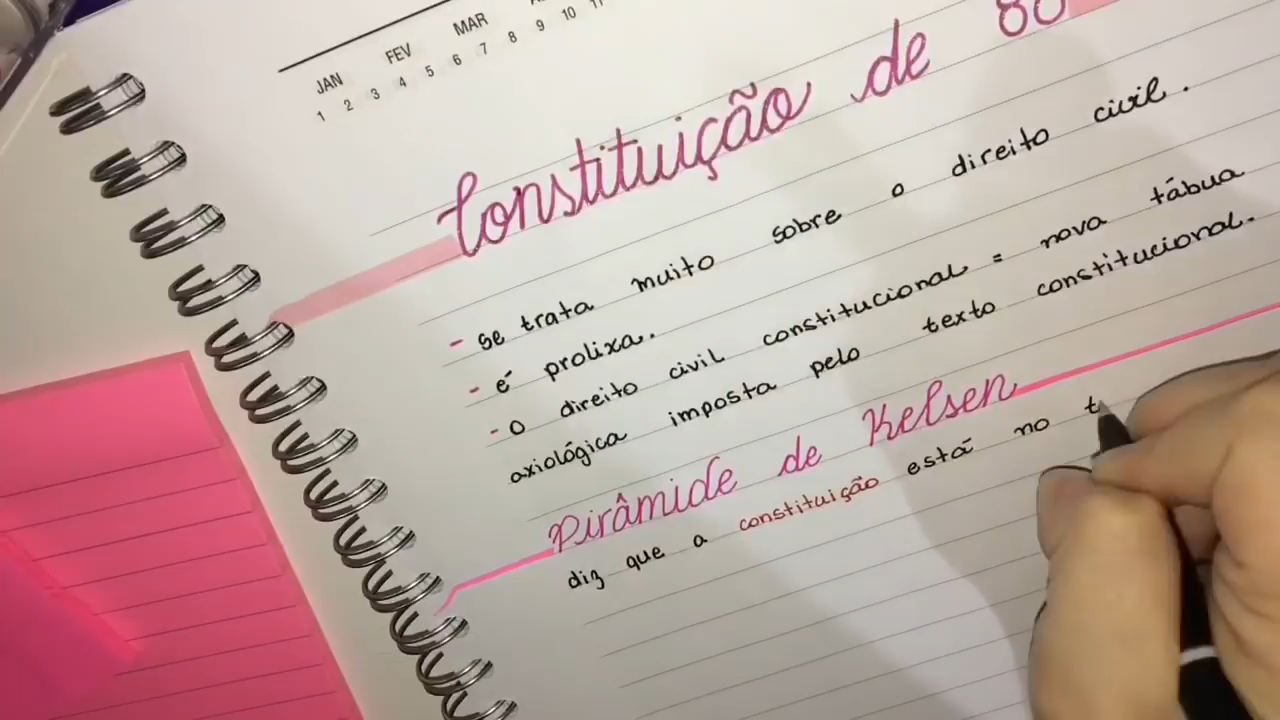 JAN FEV MAR
1 2 3 4 5 6 7 8 9 10 11
Constituição de 88
- se trata muito sobre o direito civil.
- é prolixa.
- o direito civil constitucional = nova tábua
axiológica imposta pelo texto constitucional.
Pirâmide de Kelsen
diz que a constituição está no t